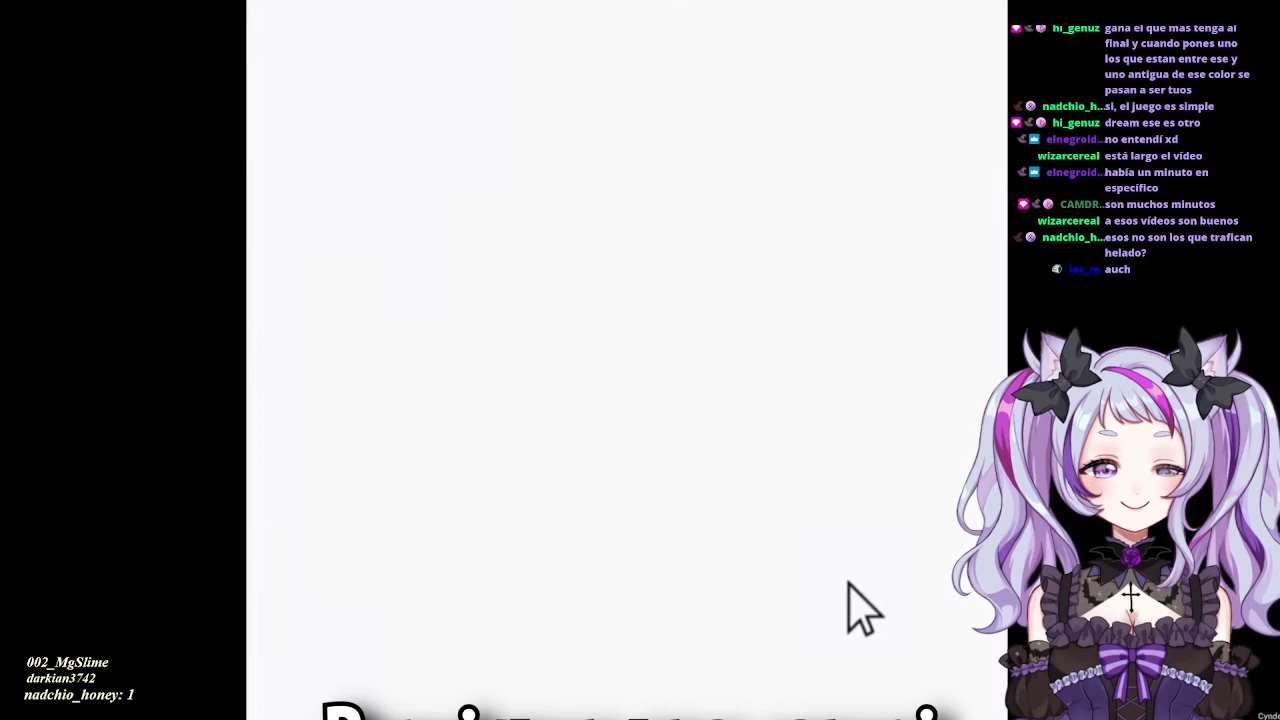 hi_genuz gana el que mas tenga al
final y cuando pones uno
los que estan entre ese y
uno antigua de ese color se
pasan a ser tuos
nadchio_h...si, el juego es simple
hi_genuz dream ese es otro
elnegroid...no entendí xd
wizarcereal está largo el vídeo
elnegroid...había un minuto en
específico
CAMDR...son muchos minutos
wizarcereal a esos vídeos son buenos
nadchio_h...esos no son los que trafican
helado?
auch
002_MgSlime
darkian3742
nadchio_honey: 1